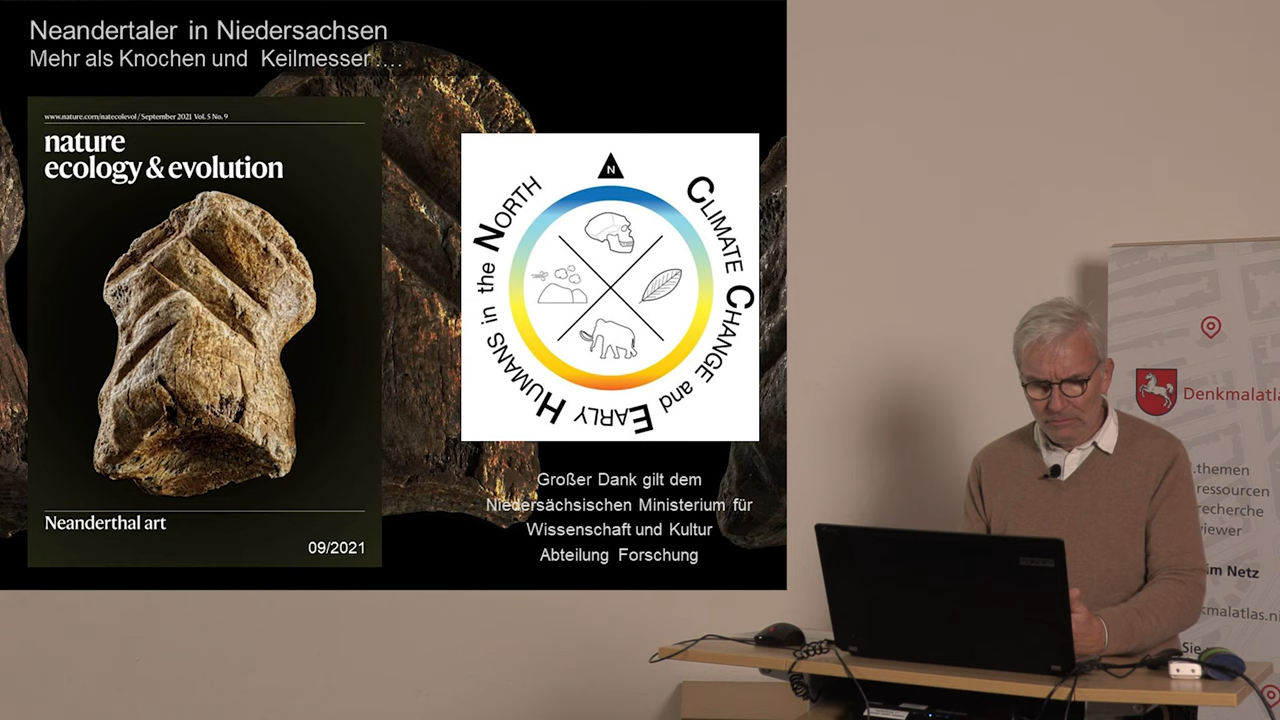 Neandertaler in Niedersachsen
Mehr als Knochen und Keilmesser ….
www.nature.com/natecolevol / September 2021 Vol. 5 No. 9
nature
ecology & evolution
Neanderthal art
09/2021
N
CLIMATE CHANGE and EARLY HUMANS in the NORTH
Großer Dank gilt dem
Niedersächsischen Ministerium für
Wissenschaft und Kultur
Abteilung Forschung
Denkmalatlas
.themen
ressourcen
recherche
viewer
im Netz
kmalatlas.ni
Sie